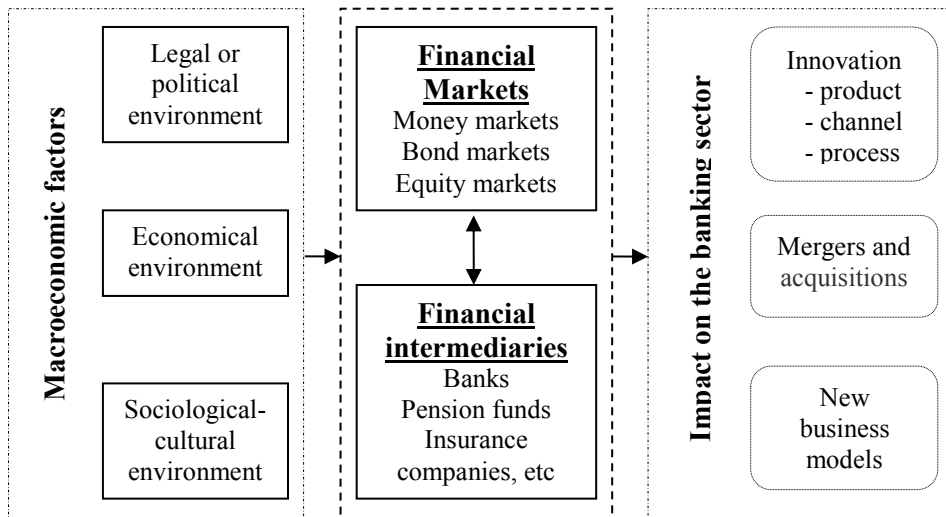 Macroeconomic factors
Legal or
political
environment
Economical
environment
Sociological-
cultural
environment
Financial
Markets
Money markets
Bond markets
Equity markets
Financial
intermediaries
Banks
Pension funds
Insurance
companies, etc
Impact on the banking sector
Innovation
- product
- channel
- process
Mergers and
acquisitions
New
business
models